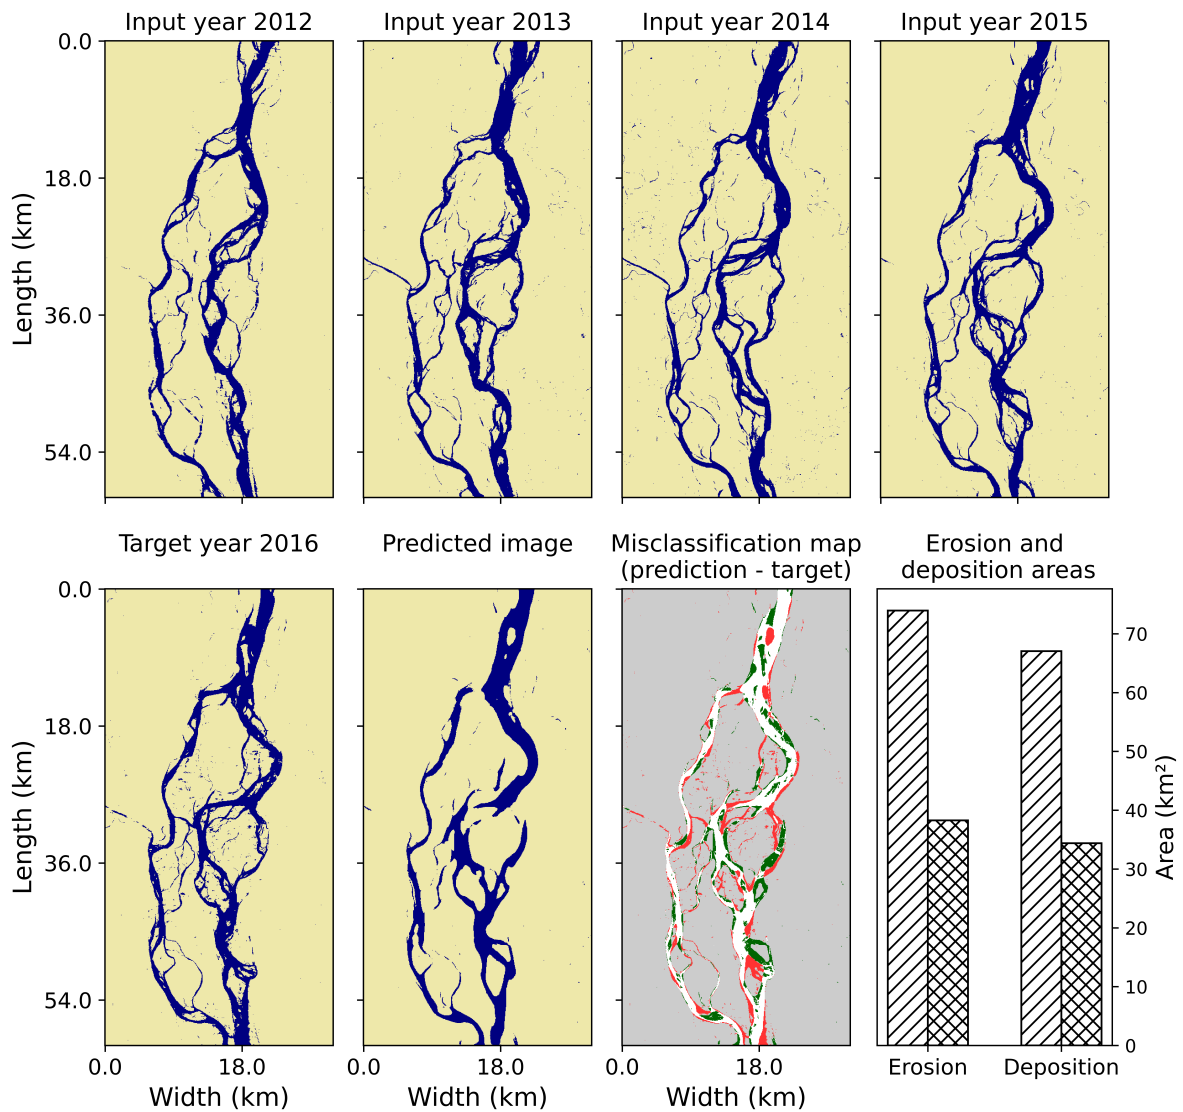 Input year 2012
Input year 2013
Input year 2014
Input year 2015
0.0
18.0
36.0
54.0
Length (km)
Target year 2016
Predicted image
Misclassification map
(prediction - target)
Erosion and
deposition areas
0.0
18.0
36.0
54.0
Length (km)
70
60
50
40
30
20
10
0
Area (km²)
0.0
18.0
0.0
18.0
0.0
18.0
Erosion
Deposition
Width (km)
Width (km)
Width (km)